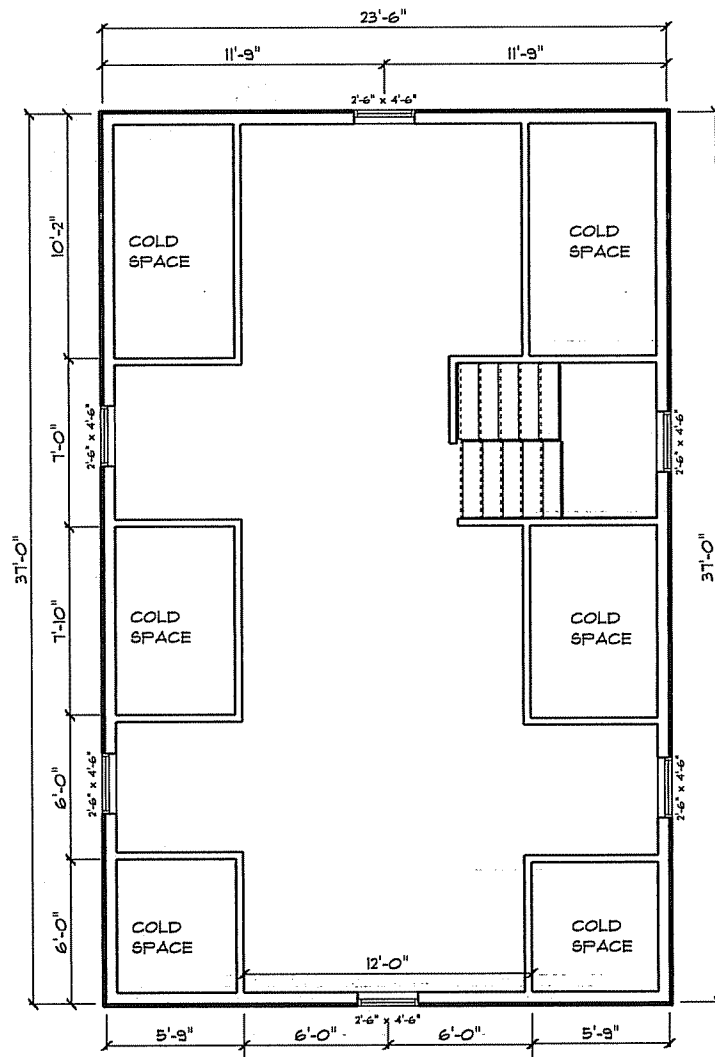 23'-6"
11'-9"
11'-9"
2'-6" x 4'-6"
10'-2"
COLD
SPACE
COLD
SPACE
2'-6" x 4'-6"
7'-0"
2'-6" x 4'-6"
37'-0"
37'-0"
7'-10"
COLD
SPACE
COLD
SPACE
2'-6" x 4'-6"
6'-0"
2'-6" x 4'-6"
6'-0"
COLD
SPACE
COLD
SPACE
12'-0"
2'-6" x 4'-6"
5'-9"
6'-0"
6'-0"
5'-9"